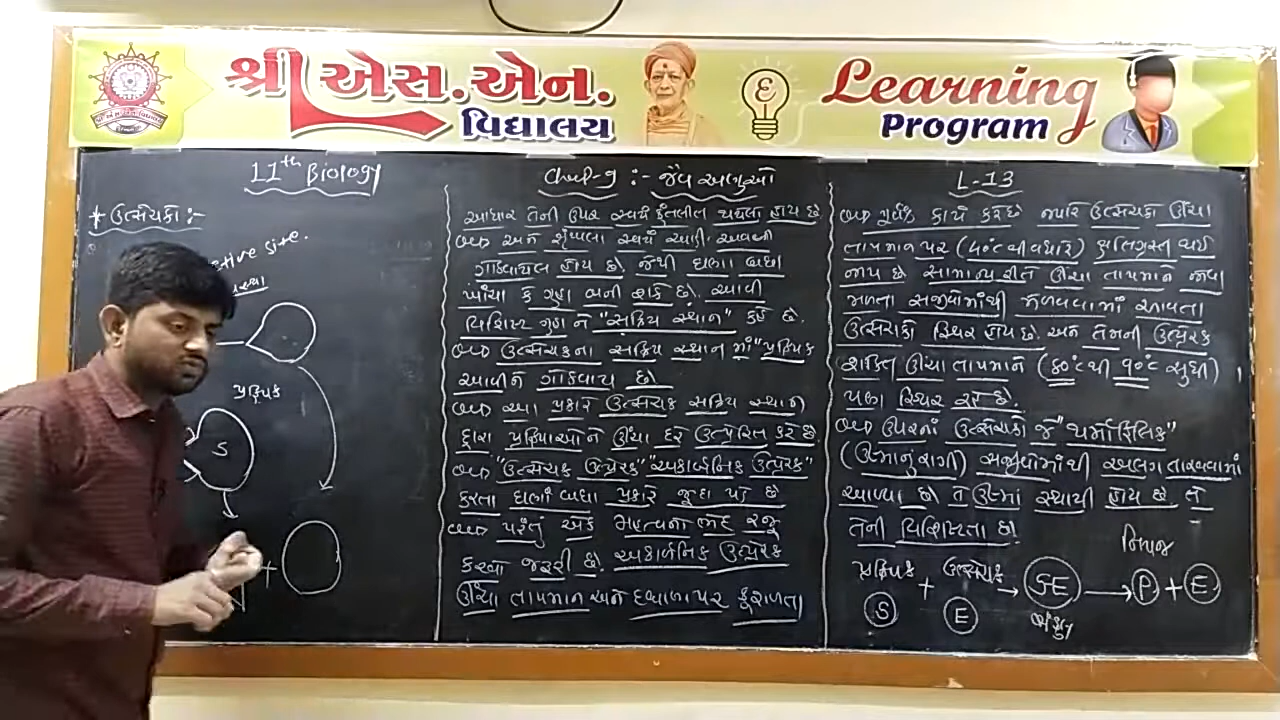 શ્રી એસ. એન.
વિદ્યાલય
Learning
Program
11th Biology
Chap-9 :- જૈવ અણુઓ
L-13
* ઉત્સેચકો :-
active site.
પ્રક્રિયક
S
+
આધાર તેની ઉપર સ્વયં કુંતલીત થયેલા હોય છે
અને શૃંખલા સ્વયં આડી-અવળી
ગોઠવાયેલ હોય છે. જેથી ઘણા બધા
ખાંચા કે ગુહા બની શકે છે. આવી
વિશિષ્ટ ગુહા ને "સક્રિય સ્થાન" કહે છે.
ઉત્સેચકના સક્રિય સ્થાન માં "પ્રક્રિયક
આવીને ગોઠવાય છે.
આ પ્રકારે ઉત્સેચક સક્રિય સ્થાન
દ્વારા પ્રક્રિયાઓને ઊંચા દરે ઉત્પ્રેરિત કરે છે.
"ઉત્સેચક ઉત્પ્રેરક" "અકાર્બનિક ઉત્પ્રેરક"
કરતા ઘણાં બધા પ્રકારે જુદા પડે છે
પરંતુ એક મહત્વનો ભેદ રજૂ
કરવો જરૂરી છે. અકાર્બનિક ઉત્પ્રેરક
ઊંચા તાપમાન અને દબાણ પર કુશળતા
પૂર્વક કાર્ય કરે છે જ્યારે ઉત્સેચકો ઊંચા
તાપમાન પર (40°C થી વધારે) ક્ષતિગ્રસ્ત થઈ
જાય છે સામાન્ય રીતે ઊંચા તાપમાને જોવા
મળતા સજીવોમાંથી મેળવવામાં આવતા
ઉત્સેચકો સ્થિર હોય છે. અને તેમની ઉત્પ્રેરક
શક્તિ ઊંચા તાપમાને (80°C થી 90°C સુધી)
પણ સ્થિર રહે છે.
ઉપરનાં ઉત્સેચકો જે "થર્મોફિલિક"
(ઉષ્માનુરાગી) સજીવોમાંથી અલગ તારવવામાં
આવ્યા છે તે ઉષ્મા સ્થાયી હોય છે તે
તેની વિશિષ્ટતા છે.
પ્રક્રિયક + ઉત્સેચક → SE → P + E
નિપજ
S E